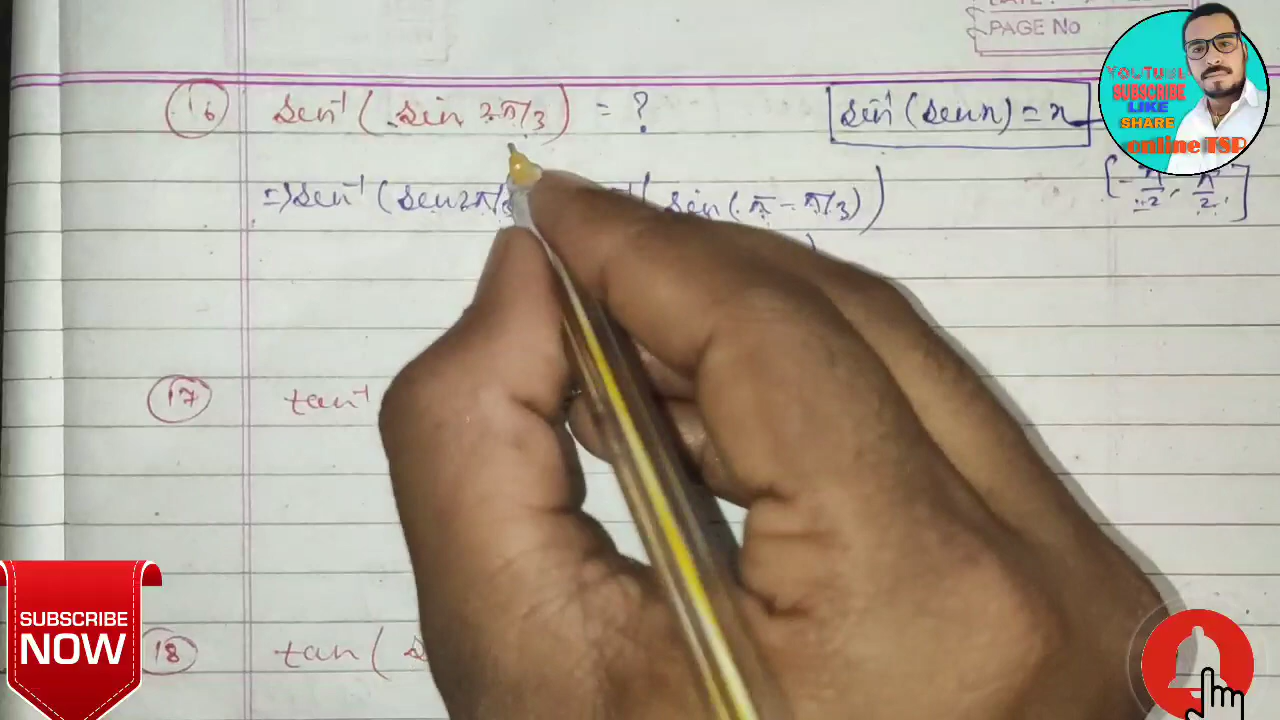 PAGE No
16 sin⁻¹( sin 2π/3 ) = ?
sin⁻¹(sin x) = x
[-π/2, π/2]
⇒ sin⁻¹( sin 2π/3 sin( π - π/3 ) )
17 tan⁻¹
18 tan(
YOUTUBE
SUBSCRIBE
LIKE
SHARE
online TSP
SUBSCRIBE
NOW